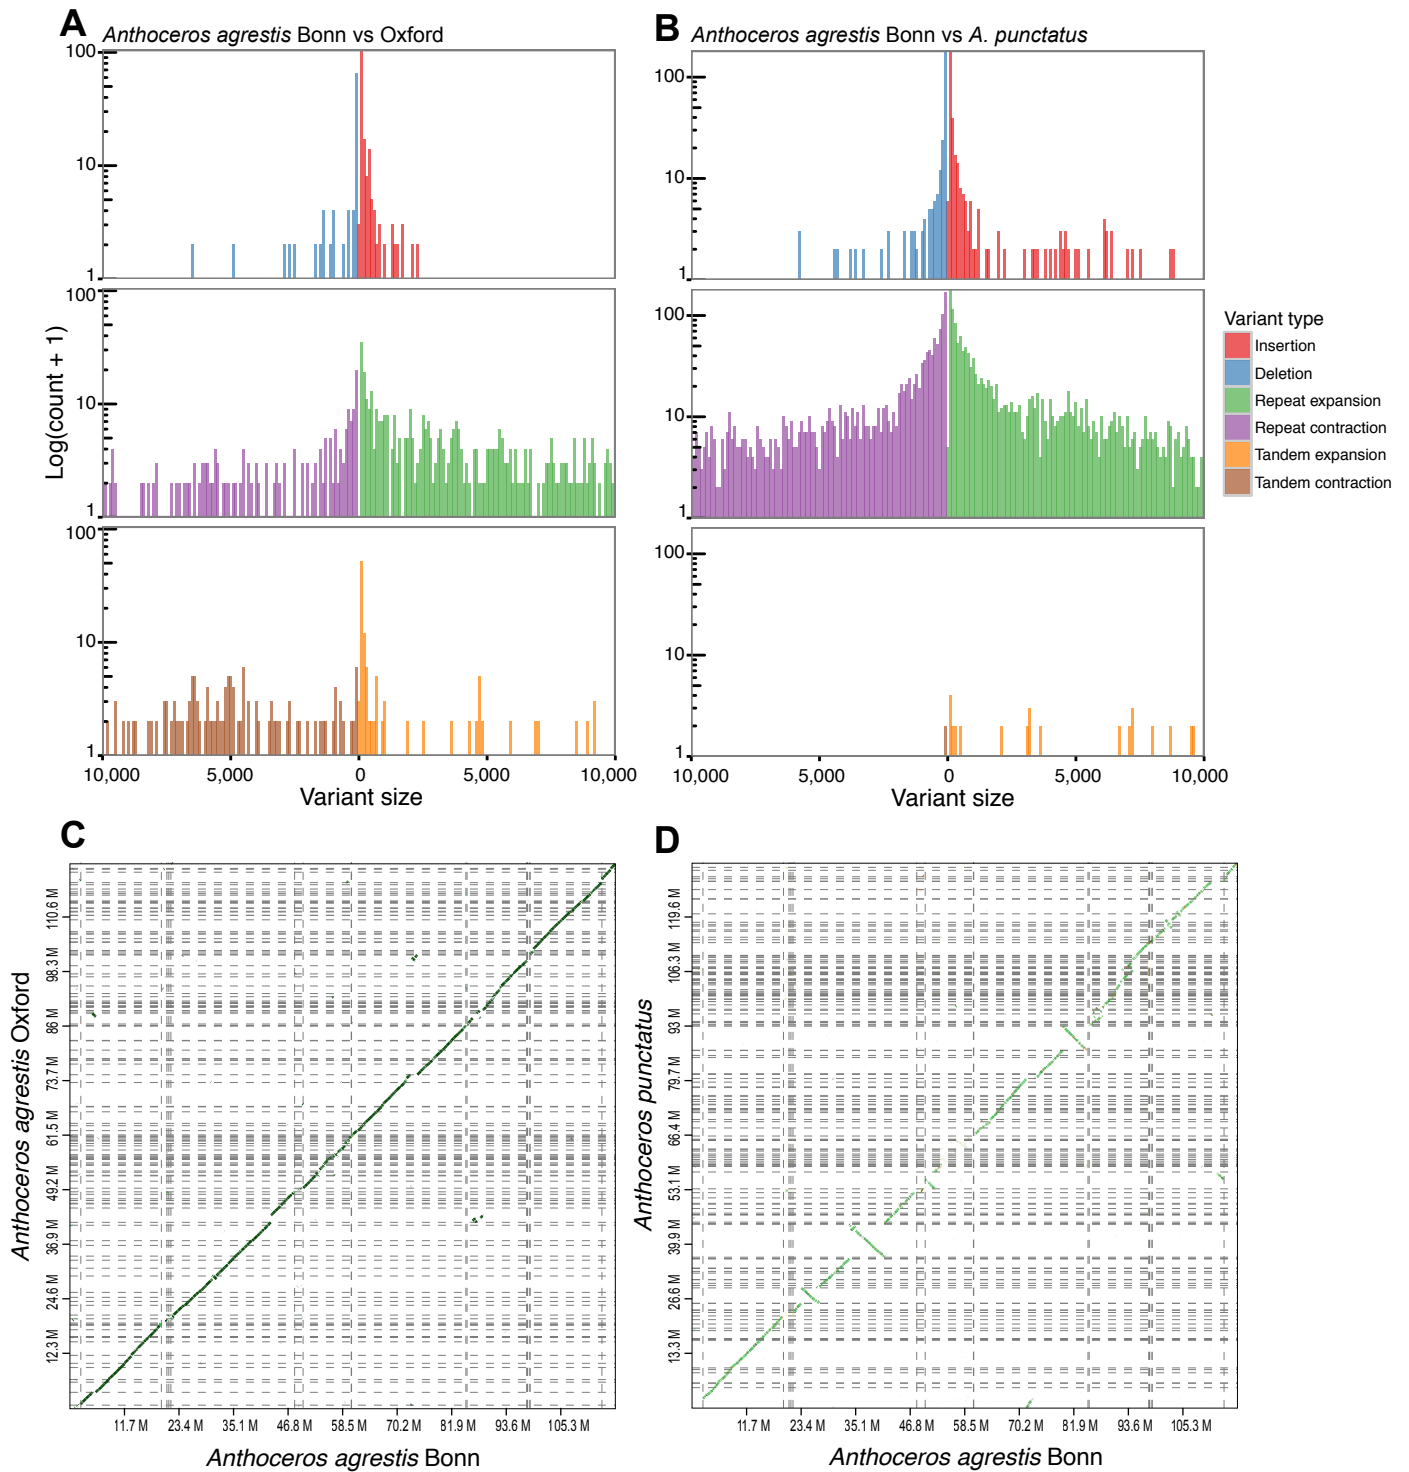 A
Anthoceros agrestis Bonn vs Oxford
B
Anthoceros agrestis Bonn vs A. punctatus
Log(count + 1)
100
10
1
100
10
1
100
10
1
10,000 5,000 0 5,000 10,000
Variant size
100
10
1
100
10
1
100
10
1
10,000 5,000 0 5,000 10,000
Variant size
Variant type
Insertion
Deletion
Repeat expansion
Repeat contraction
Tandem expansion
Tandem contraction
C
Anthoceros agrestis Oxford
110.6 M
98.3 M
86 M
73.7 M
61.5 M
49.2 M
36.9 M
24.6 M
12.3 M
11.7 M 23.4 M 35.1 M 46.8 M 58.5 M 70.2 M 81.9 M 93.6 M 105.3 M
Anthoceros agrestis Bonn
D
Anthoceros punctatus
119.6 M
106.3 M
93 M
79.7 M
66.4 M
53.1 M
39.9 M
26.6 M
13.3 M
11.7 M 23.4 M 35.1 M 46.8 M 58.5 M 70.2 M 81.9 M 93.6 M 105.3 M
Anthoceros agrestis Bonn